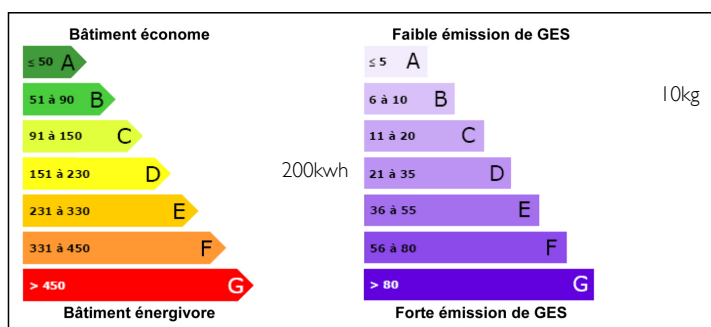 Bâtiment économe
≤ 50 A
51 à 90 B
91 à 150 C
151 à 230 D
200kwh
231 à 330 E
331 à 450 F
> 450 G
Bâtiment énergivore
Faible émission de GES
≤ 5 A
6 à 10 B
10kg
11 à 20 C
21 à 35 D
36 à 55 E
56 à 80 F
> 80 G
Forte émission de GES